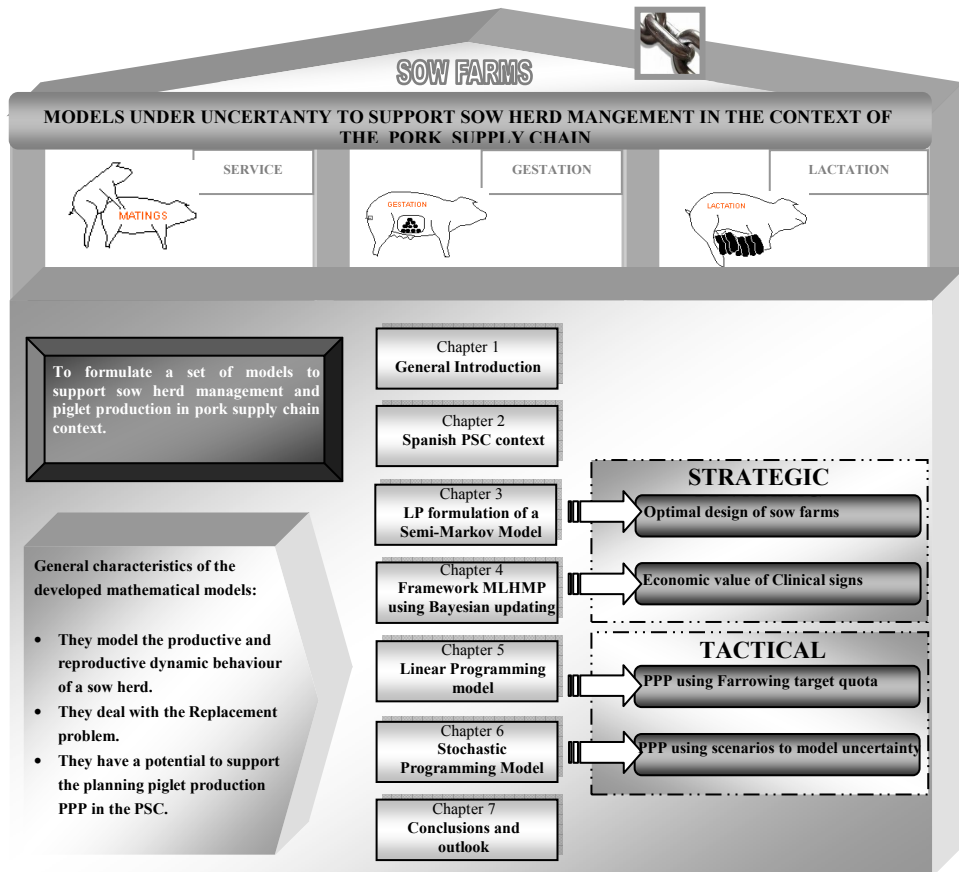 SOW FARMS
MODELS UNDER UNCERTANTY TO SUPPORT SOW HERD MANGEMENT IN THE CONTEXT OF
THE PORK SUPPLY CHAIN
SERVICE
MATINGS
GESTATION
GESTATION
LACTATION
LACTATION
To formulate a set of models to
support sow herd management and
piglet production in pork supply chain
context.
General characteristics of the
developed mathematical models:
• They model the productive and
reproductive dynamic behaviour
of a sow herd.
• They deal with the Replacement
problem.
• They have a potential to support
the planning piglet production
PPP in the PSC.
Chapter 1
General Introduction
Chapter 2
Spanish PSC context
Chapter 3
LP formulation of a
Semi-Markov Model
Chapter 4
Framework MLHMP
using Bayesian updating
Chapter 5
Linear Programming
model
Chapter 6
Stochastic
Programming Model
Chapter 7
Conclusions and
outlook
STRATEGIC
Optimal design of sow farms
Economic value of Clinical signs
TACTICAL
PPP using Farrowing target quota
PPP using scenarios to model uncertainty